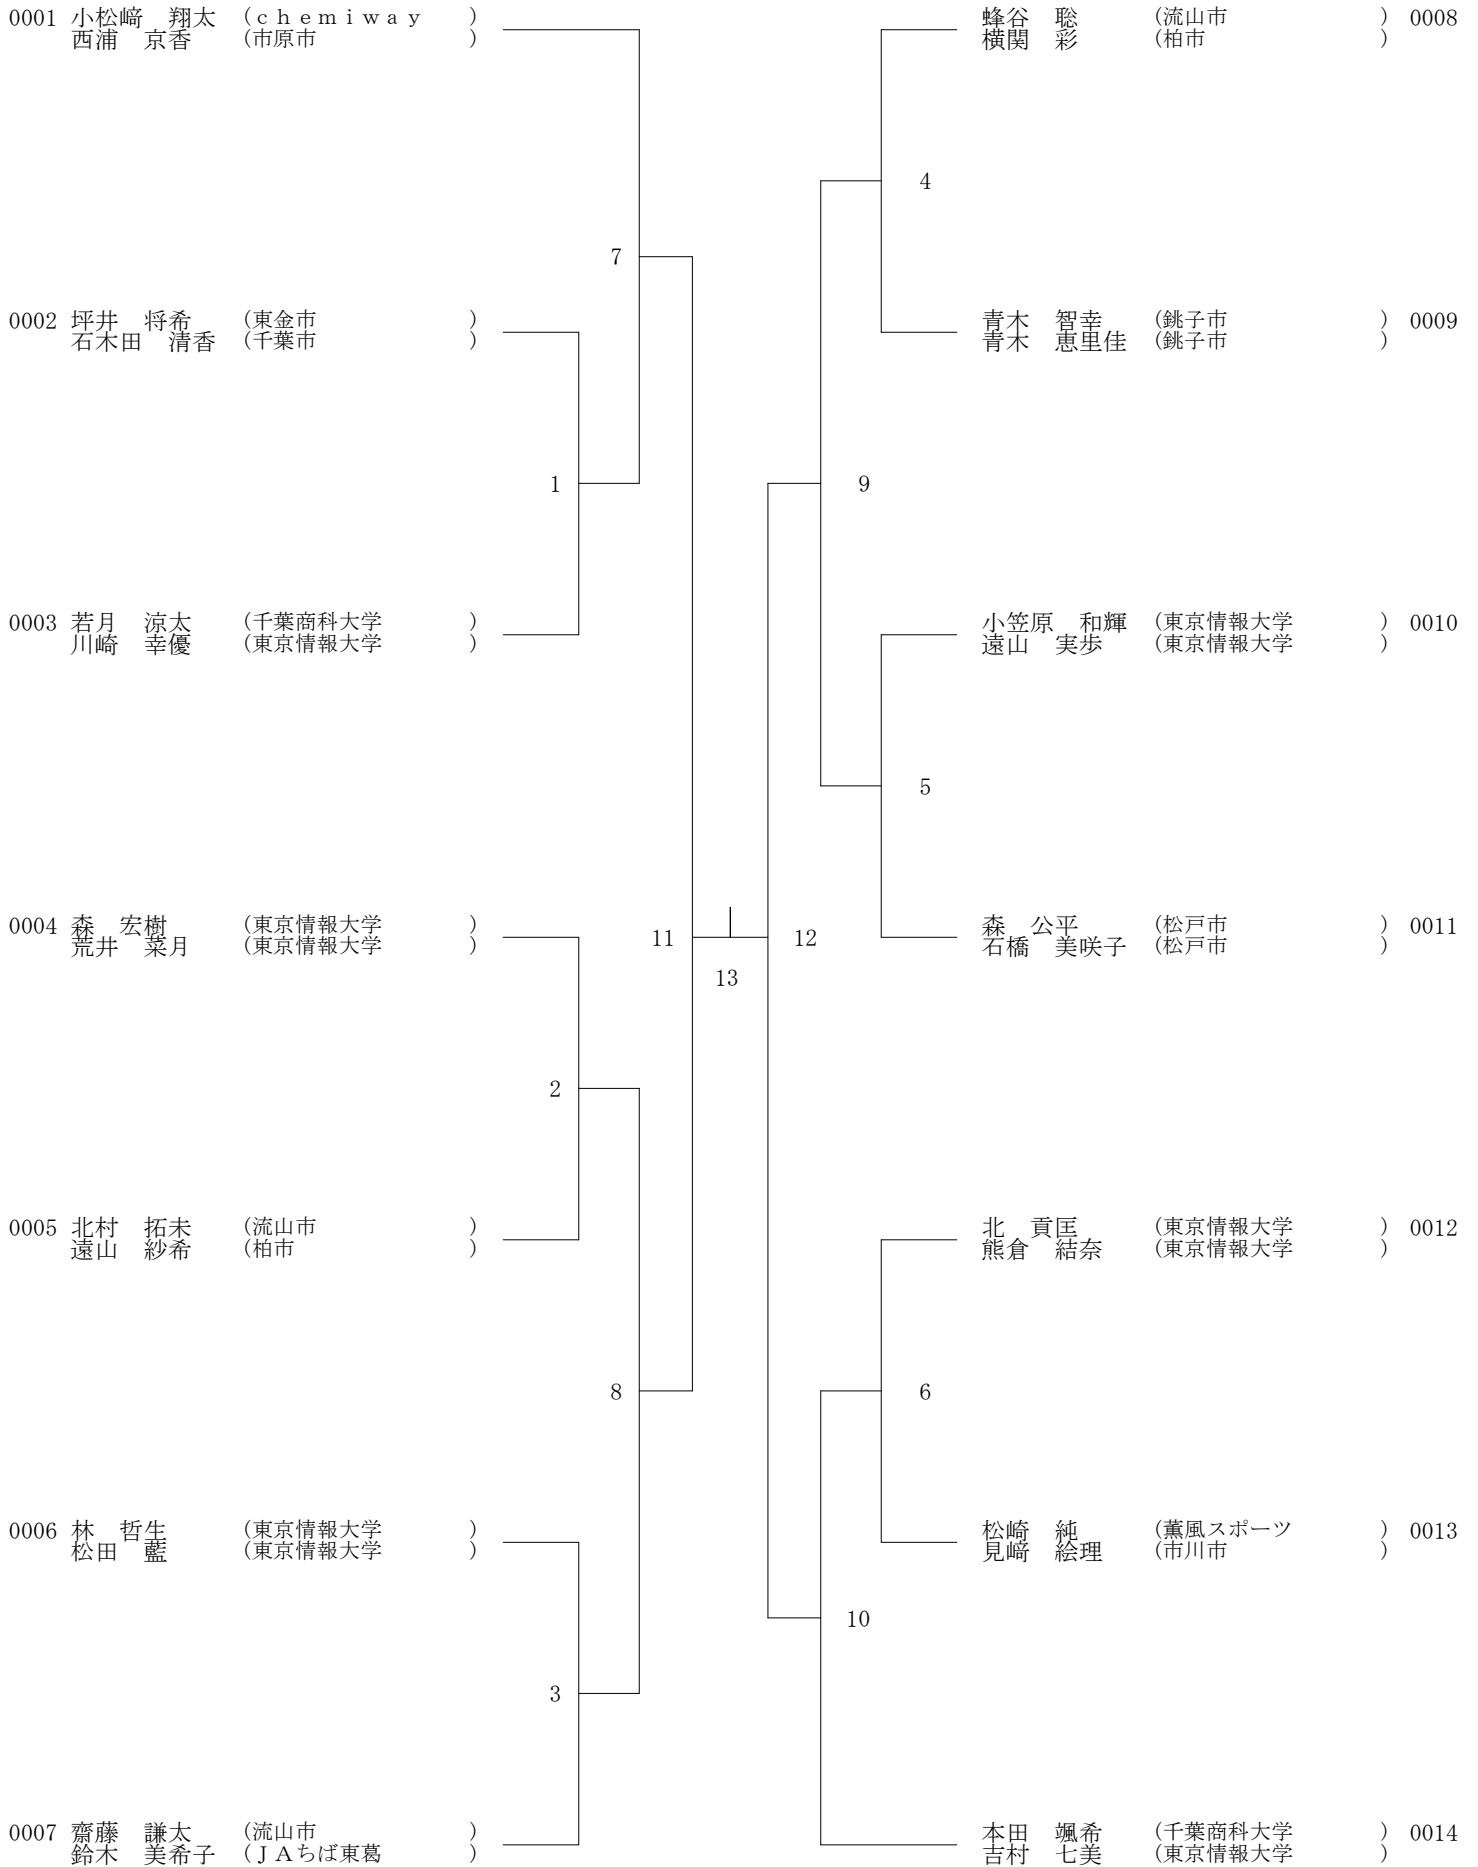 0001 小松﨑　翔太 (ｃｈｅｍｉｗａｙ)
西浦　京香 (市原市)
0002 坪井　将希 (東金市)
石木田　清香 (千葉市)
0003 若月　涼太 (千葉商科大学)
川崎　幸優 (東京情報大学)
0004 森　宏樹 (東京情報大学)
荒井　菜月 (東京情報大学)
0005 北村　拓未 (流山市)
遠山　紗希 (柏市)
0006 林　哲生 (東京情報大学)
松田　藍 (東京情報大学)
0007 齋藤　謙太 (流山市)
鈴木　美希子 (ＪＡちば東葛)
7
1
2
8
3
11
13
12
4
9
5
6
10
蜂谷　聡 (流山市) 0008
横関　彩 (柏市)
青木　智幸 (銚子市) 0009
青木　恵里佳 (銚子市)
小笠原　和輝 (東京情報大学) 0010
遠山　実歩 (東京情報大学)
森　公平 (松戸市) 0011
石橋　美咲子 (松戸市)
北　貢匡 (東京情報大学) 0012
熊倉　結奈 (東京情報大学)
松崎　純 (薫風スポーツ) 0013
見﨑　絵理 (市川市)
本田　颯希 (千葉商科大学) 0014
吉村　七美 (東京情報大学)